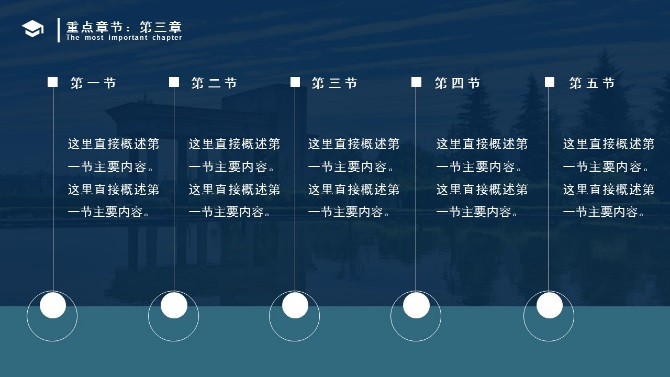 重点章节：第三章
The most important chapter
第一节
这里直接概述第
一节主要内容。
这里直接概述第
一节主要内容。
第二节
这里直接概述第
一节主要内容。
这里直接概述第
一节主要内容。
第三节
这里直接概述第
一节主要内容。
这里直接概述第
一节主要内容。
第四节
这里直接概述第
一节主要内容。
这里直接概述第
一节主要内容。
第五节
这里直接概述第
一节主要内容。
这里直接概述第
一节主要内容。